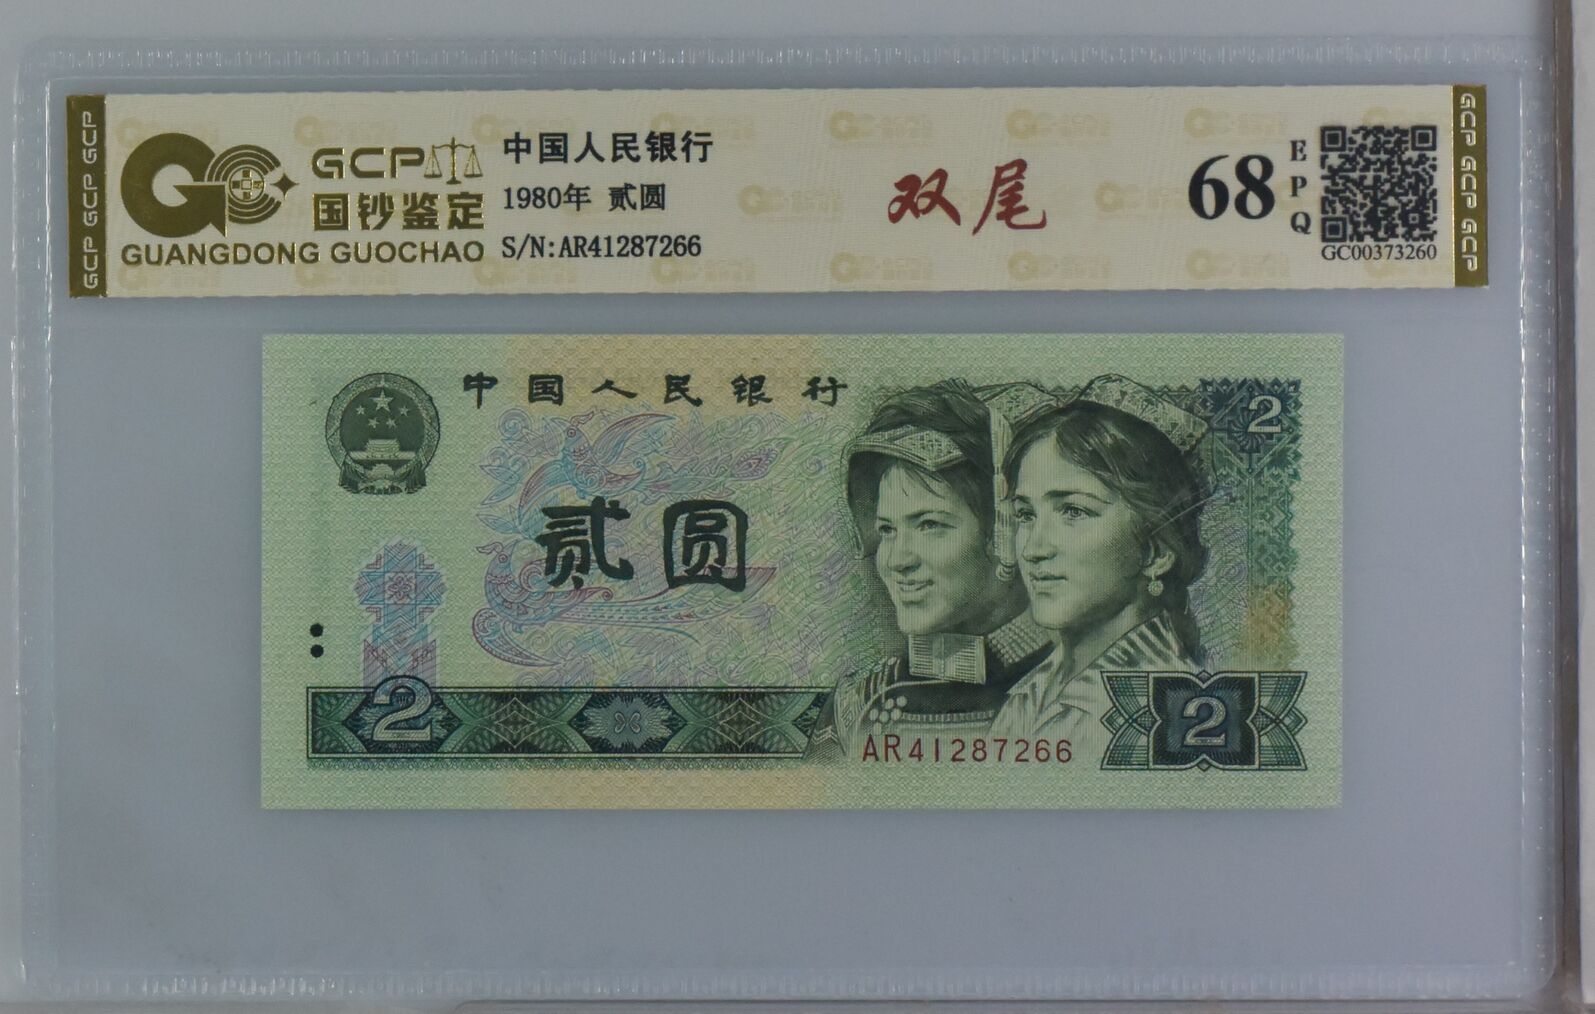 GCP GCP GCP
GCP
国钞鉴定
GUANGDONG GUOCHAO
中国人民银行
1980年 贰圆
S/N:AR41287266
双尾
68
EPQ
GC00373260
GCP GCP GCP
中国人民银行
2
贰圆
2
AR41287266
2